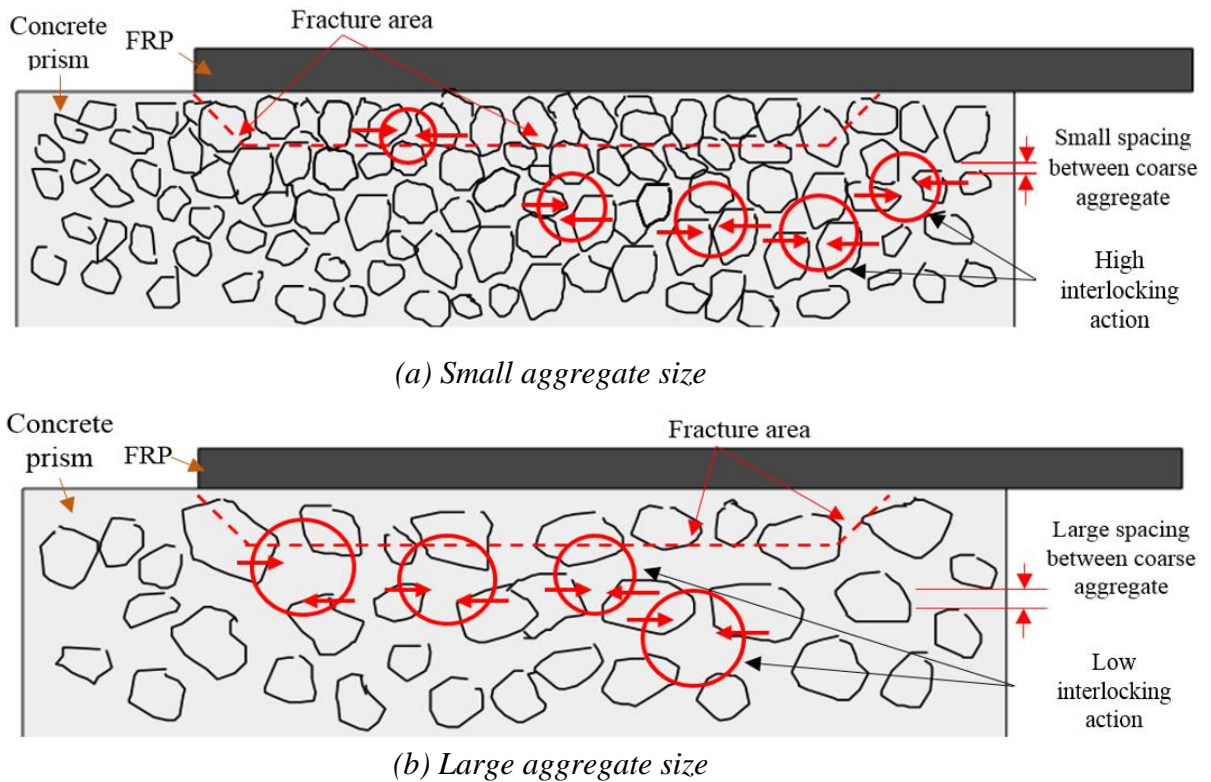 Concrete
prism
FRP
Fracture area
Small spacing
between coarse
aggregate
High
interlocking
action
(a) Small aggregate size
Concrete
prism
FRP
Fracture area
Large spacing
between coarse
aggregate
Low
interlocking
action
(b) Large aggregate size